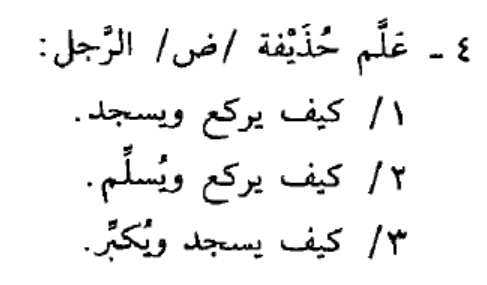 ٤ ـ عَلَّم حُذَيْفة /ض/ الرَّجل:
١/ كيف يركع ويسجد.
٢/ كيف يركع ويُسلِّم.
٣/ كيف يسجد ويُكبِّر.